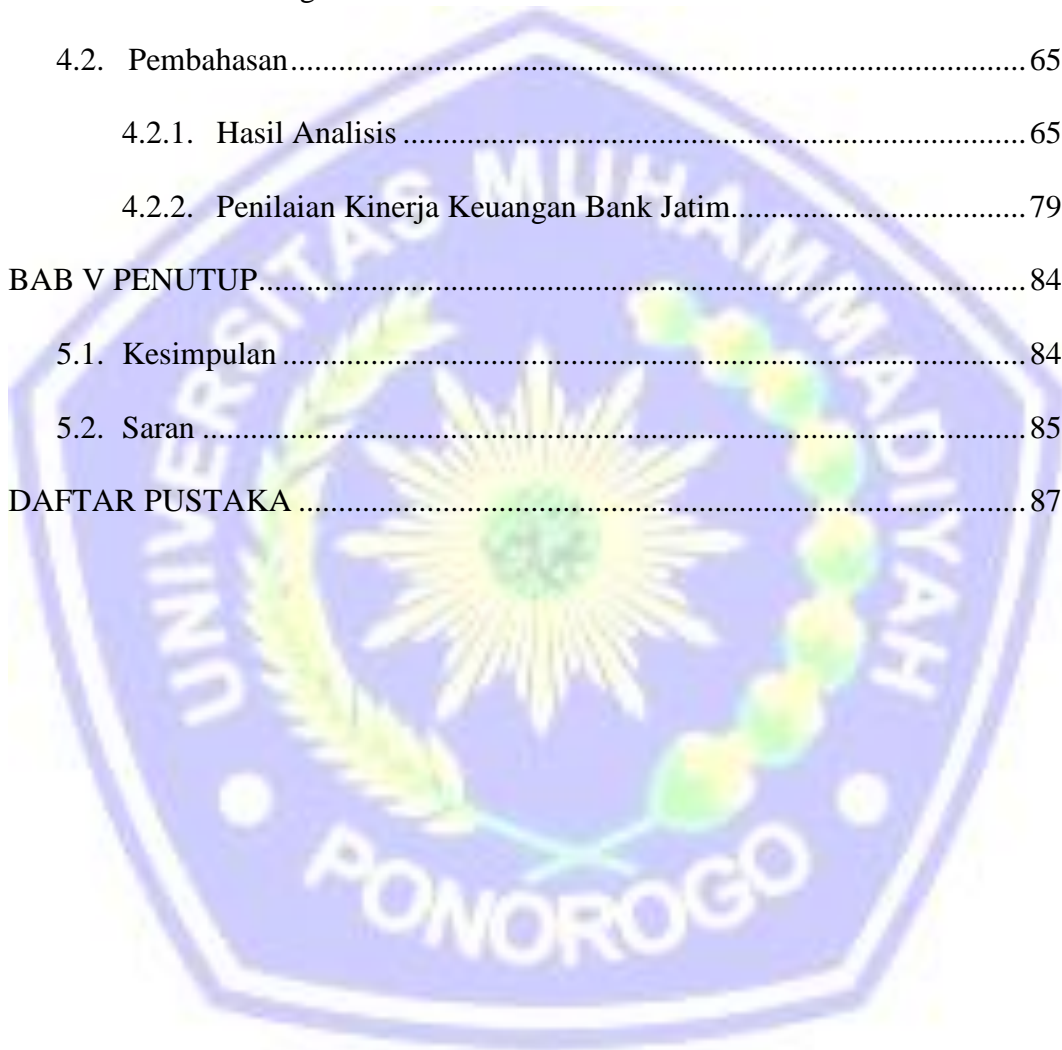 4.2. Pembahasan........................................................................................... 65
4.2.1. Hasil Analisis ............................................................................. 65
4.2.2. Penilaian Kinerja Keuangan Bank Jatim.................................... 79
BAB V PENUTUP.............................................................................................. 84
5.1. Kesimpulan ............................................................................................ 84
5.2. Saran ...................................................................................................... 85
DAFTAR PUSTAKA ......................................................................................... 87
UNIVERSITAS MUHAMMADIYAH
PONOROGO